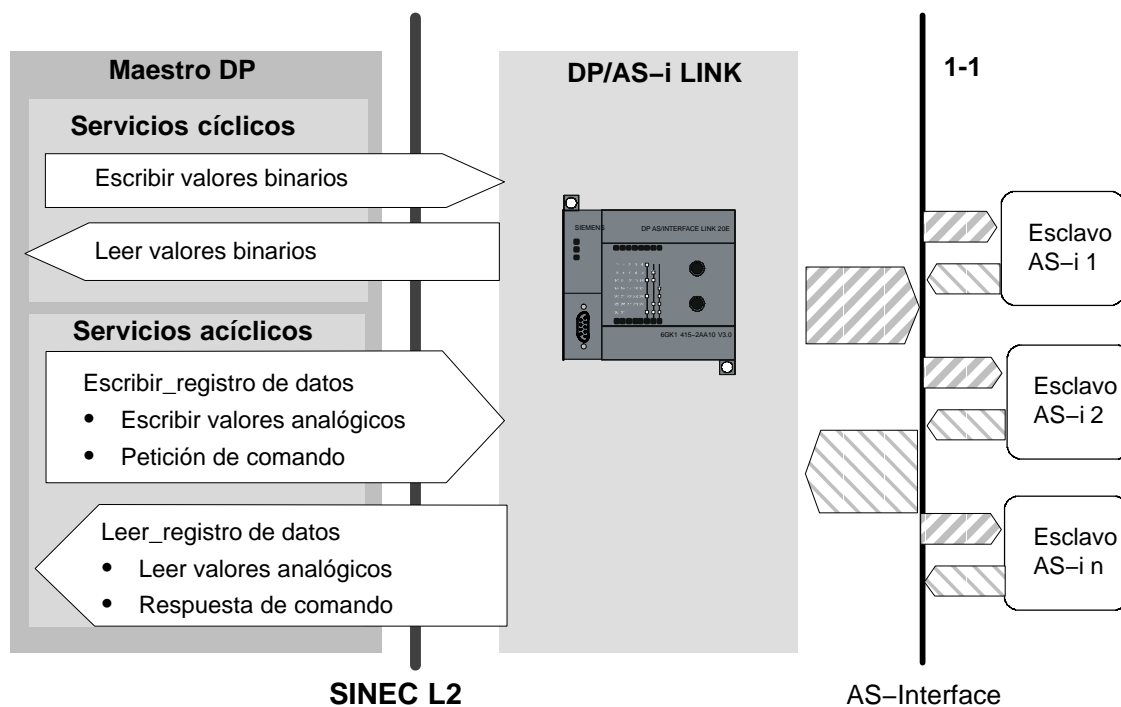 Maestro DP
DP/AS–i LINK
1-1
Servicios cíclicos
Escribir valores binarios
Leer valores binarios
SIEMENS
DP AS/INTERFACE LINK 20E
6GK1 415–2AA10 V3.0
Servicios acíclicos
Escribir_registro de datos
• Escribir valores analógicos
• Petición de comando
Leer_registro de datos
• Leer valores analógicos
• Respuesta de comando
Esclavo
AS–i 1
Esclavo
AS–i 2
Esclavo
AS–i n
SINEC L2
AS–Interface